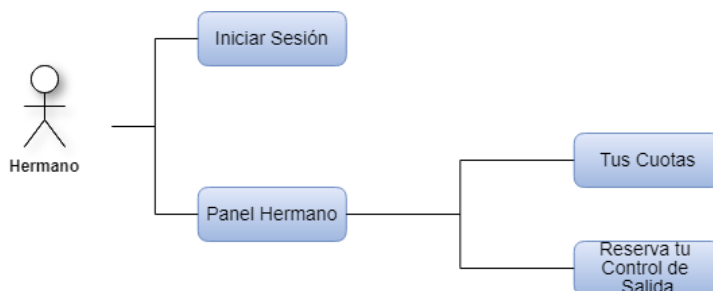 Iniciar Sesión
Hermano
Tus Cuotas
Panel Hermano
Reserva tu
Control de
Salida